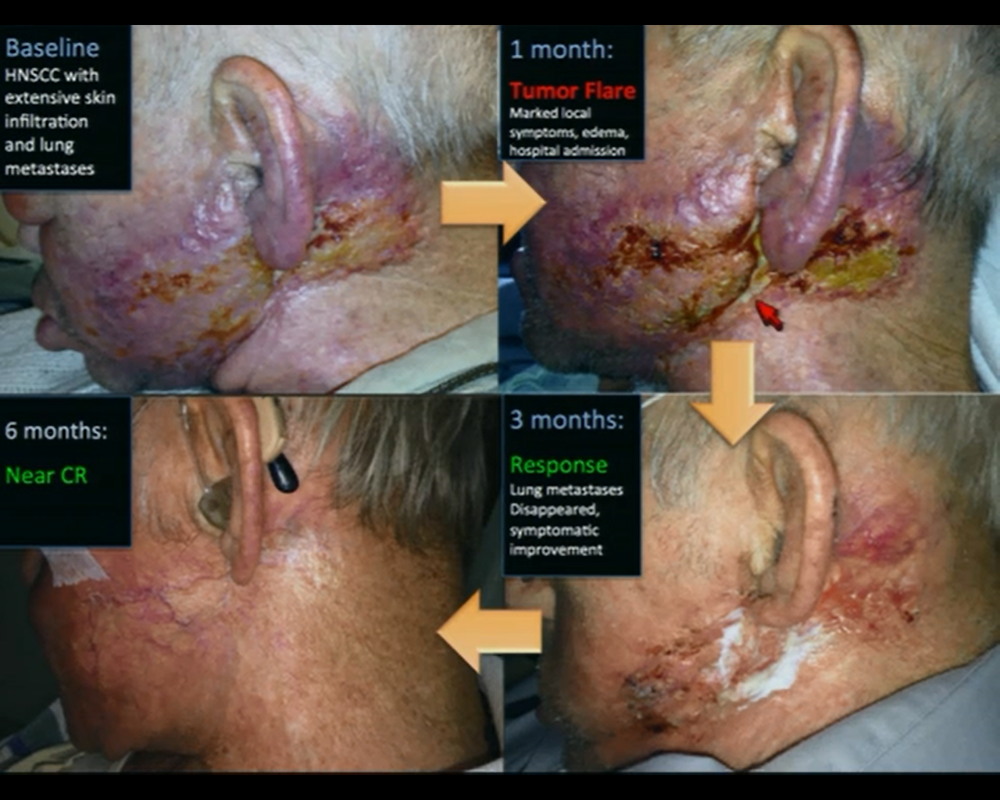 Baseline
HNSCC with
extensive skin
infiltration
and lung
metastases
1 month:
Tumor Flare
Marked local
symptoms, edema,
hospital admission
3 months:
Response
Lung metastases
Disappeared,
symptomatic
improvement
6 months:
Near CR